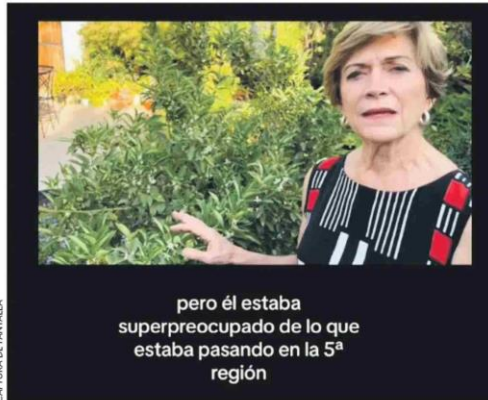 pero él estaba
superpreocupado de lo que
estaba pasando en la 5ª
región